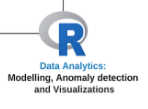 R
Data Analytics:
Modelling, Anomaly detection
and Visualizations